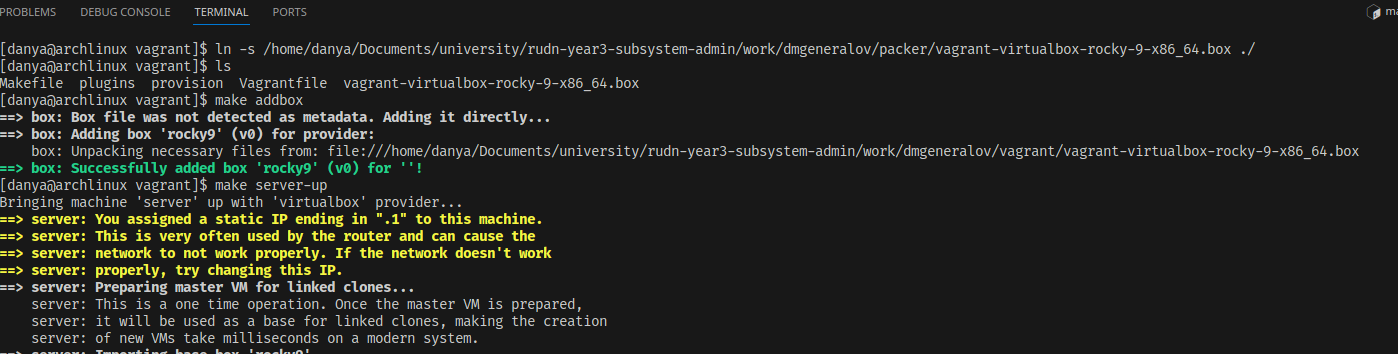 PROBLEMS DEBUG CONSOLE TERMINAL PORTS
[danya@archlinux vagrant]$ ln -s /home/danya/Documents/university/rudn-year3-subsystem-admin/work/dmgeneralov/packer/vagrant-virtualbox-rocky-9-x86_64.box ./
[danya@archlinux vagrant]$ ls
Makefile  plugins  provision  Vagrantfile  vagrant-virtualbox-rocky-9-x86_64.box
[danya@archlinux vagrant]$ make addbox
==> box: Box file was not detected as metadata. Adding it directly...
==> box: Adding box 'rocky9' (v0) for provider:
    box: Unpacking necessary files from: file:///home/danya/Documents/university/rudn-year3-subsystem-admin/work/dmgeneralov/vagrant/vagrant-virtualbox-rocky-9-x86_64.box
==> box: Successfully added box 'rocky9' (v0) for ''!
[danya@archlinux vagrant]$ make server-up
Bringing machine 'server' up with 'virtualbox' provider...
==> server: You assigned a static IP ending in ".1" to this machine.
==> server: This is very often used by the router and can cause the
==> server: network to not work properly. If the network doesn't work
==> server: properly, try changing this IP.
==> server: Preparing master VM for linked clones...
    server: This is a one time operation. Once the master VM is prepared,
    server: it will be used as a base for linked clones, making the creation
    server: of new VMs take milliseconds on a modern system.
==> server: Importing base box 'rocky9'